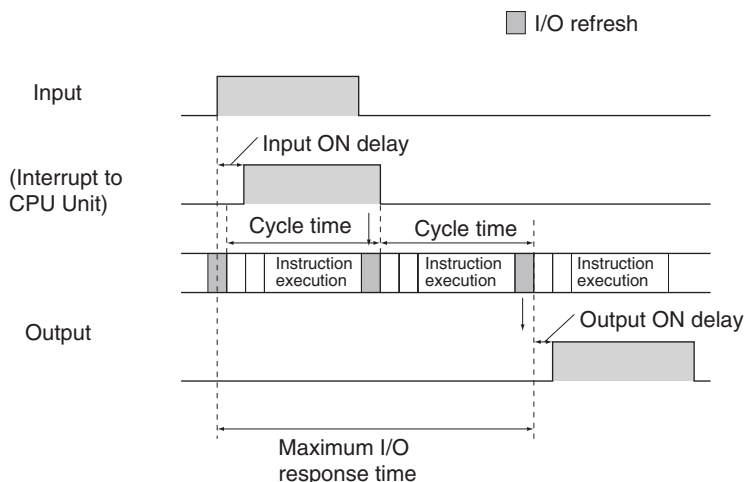 I/O refresh
Input
Input ON delay
(Interrupt to
CPU Unit)
Cycle time
Cycle time
Instruction
execution
Instruction
execution
Instruction
execution
Output
Output ON delay
Maximum I/O
response time